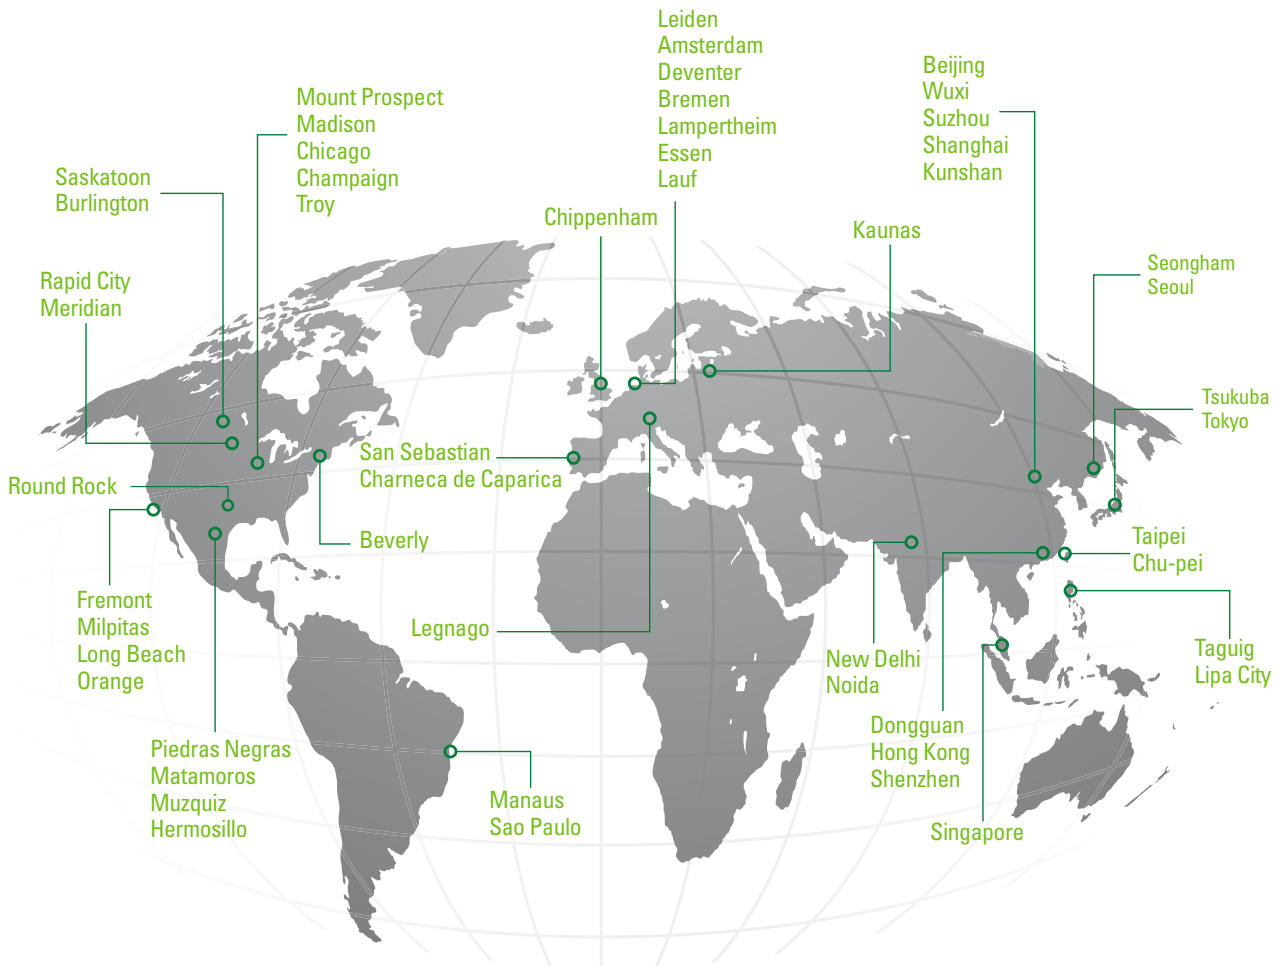 Leiden
Amsterdam
Deventer
Bremen
Lampertheim
Essen
Lauf
Beijing
Wuxi
Suzhou
Shanghai
Kunshan
Mount Prospect
Madison
Chicago
Champaign
Troy
Saskatoon
Burlington
Chippenham
Kaunas
Seongham
Seoul
Rapid City
Meridian
Tsukuba
Tokyo
San Sebastian
Charneca de Caparica
Round Rock
Beverly
Taipei
Chu-pei
Fremont
Milpitas
Long Beach
Orange
Legnago
New Delhi
Noida
Taguig
Lipa City
Dongguan
Hong Kong
Shenzhen
Piedras Negras
Matamoros
Muzquiz
Hermosillo
Manaus
Sao Paulo
Singapore